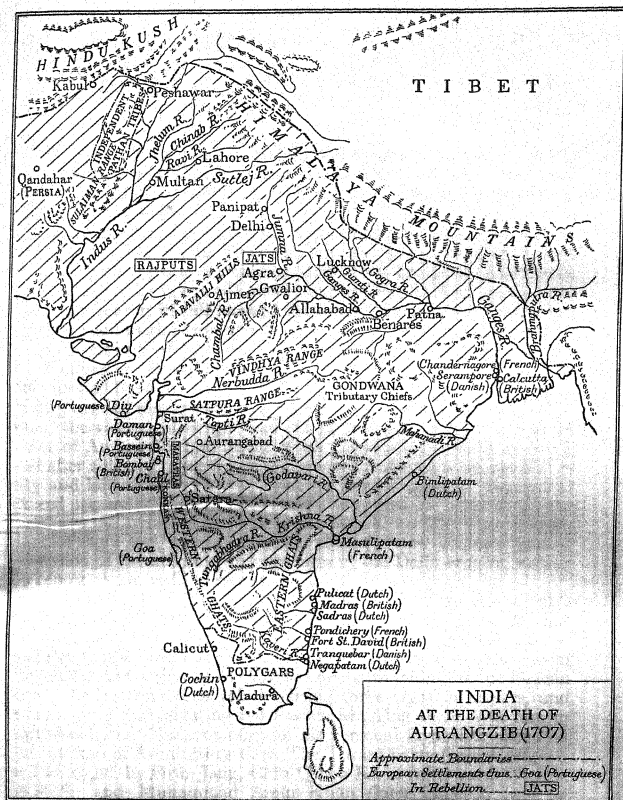 HINDU KUSH
TIBET
Kabul
Peshawar
INDEPENDENT
PATHAN TRIBES
SULAIMAN RANGE
Jhelum R.
Chinab R.
Ravi R.
Lahore
HIMALAYA MOUNTAINS
Qandahar
(PERSIA)
Multan
Sutlej R.
Indus R.
Panipat
Delhi
Jumna R.
RAJPUTS
JATS
Agra
Lucknow
Gumti R.
Gogra R.
Ganges R.
ARAVALLI HILLS
Ajmer
Gwalior
Chambal R.
Allahabad
Benares
Patna
Ganges R.
VINDHYA RANGE
Nerbudda R.
SATPURA RANGE
GONDWANA
Tributary Chiefs
Chandernagore (French)
Serampore (Danish)
Calcutta (British)
(Portuguese) Diu
Surat
Tapti R.
Daman
(Portuguese)
Bassein
(Portuguese)
Bombay
(British)
Chaul
(Portuguese)
Aurangabad
Mahanadi R.
Godavari R.
Bimlipatam
(Dutch)
Satara
Krishna R.
Masulipatam
(French)
Goa
(Portuguese)
Tungabhadra R.
WESTERN GHATS
EASTERN GHATS
Pulicat (Dutch)
Madras (British)
Sadras (Dutch)
Pondichery (French)
Fort St. David (British)
Tranquebar (Danish)
Negapatam (Dutch)
Kaveri R.
Calicut
POLYGARS
Cochin
(Dutch)
Madura
INDIA
AT THE DEATH OF
AURANGZIB (1707)
Approximate Boundaries
European Settlements thus...Goa (Portuguese)
In Rebellion JATS